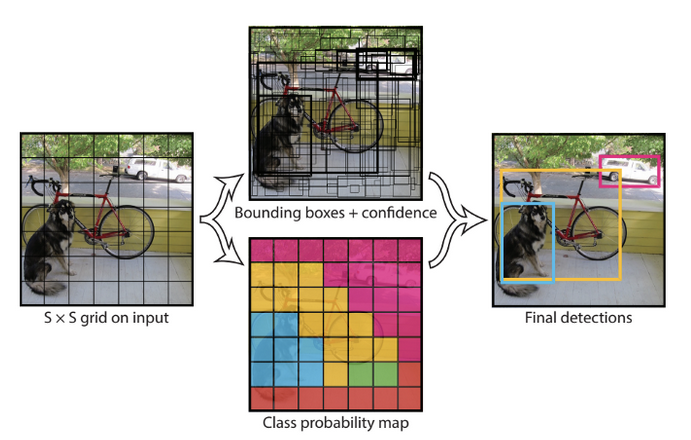 Bounding boxes + confidence
S × S grid on input
Final detections
Class probability map